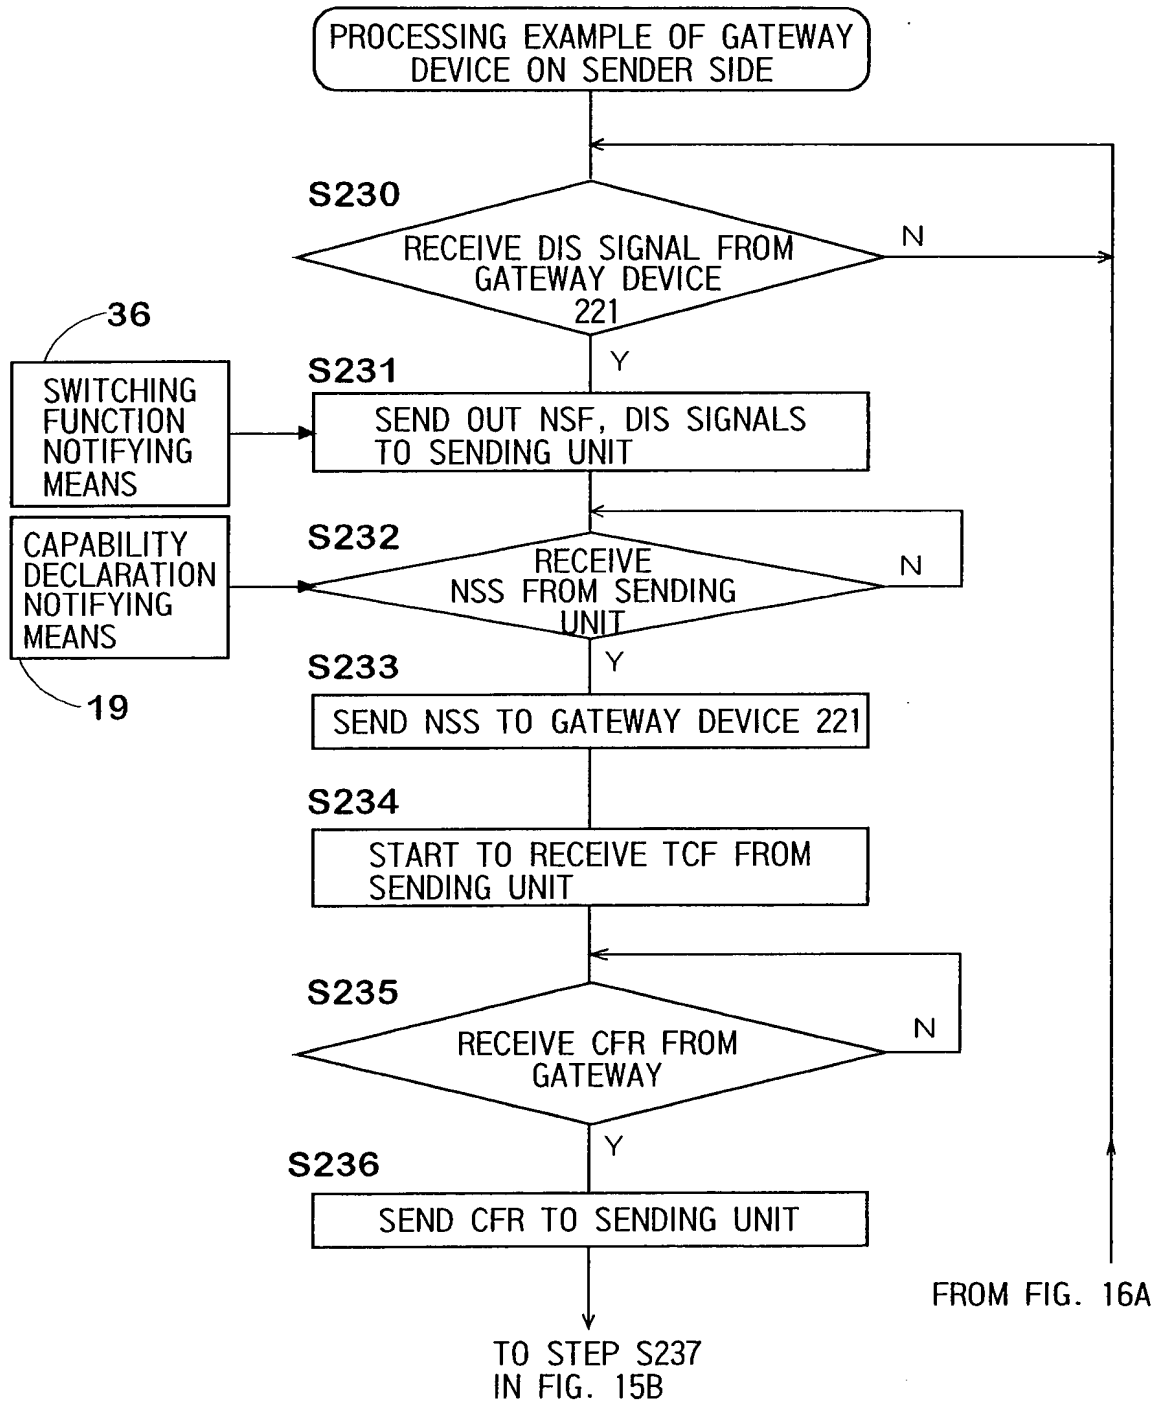 PROCESSING EXAMPLE OF GATEWAY
DEVICE ON SENDER SIDE
S230
RECEIVE DIS SIGNAL FROM
GATEWAY DEVICE
221
N
Y
36
SWITCHING
FUNCTION
NOTIFYING
MEANS
S231
SEND OUT NSF, DIS SIGNALS
TO SENDING UNIT
CAPABILITY
DECLARATION
NOTIFYING
MEANS
19
S232
RECEIVE
NSS FROM SENDING
UNIT
N
Y
S233
SEND NSS TO GATEWAY DEVICE 221
S234
START TO RECEIVE TCF FROM
SENDING UNIT
S235
RECEIVE CFR FROM
GATEWAY
N
Y
S236
SEND CFR TO SENDING UNIT
FROM FIG. 16A
TO STEP S237
IN FIG. 15B